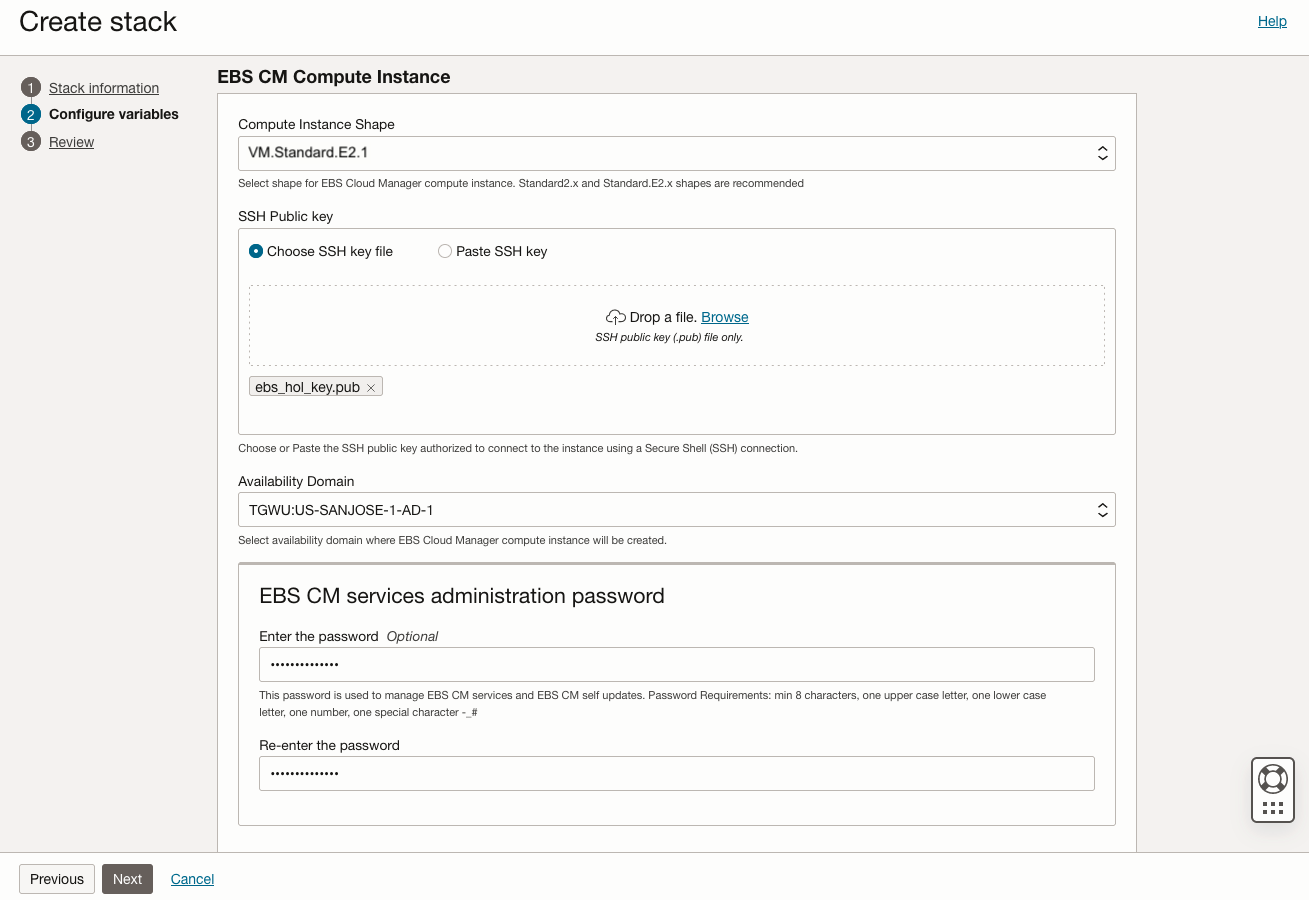 Create stack
Help
1 Stack information
2 Configure variables
3 Review
EBS CM Compute Instance
Compute Instance Shape
VM.Standard.E2.1
Select shape for EBS Cloud Manager compute instance. Standard2.x and Standard.E2.x shapes are recommended
SSH Public key
Choose SSH key file
Paste SSH key
Drop a file. Browse
SSH public key (.pub) file only.
ebs_hol_key.pub
Choose or Paste the SSH public key authorized to connect to the instance using a Secure Shell (SSH) connection.
Availability Domain
TGWU:US-SANJOSE-1-AD-1
Select availability domain where EBS Cloud Manager compute instance will be created.
EBS CM services administration password
Enter the password Optional
••••••••••••••
This password is used to manage EBS CM services and EBS CM self updates. Password Requirements: min 8 characters, one upper case letter, one lower case
letter, one number, one special character -_#
Re-enter the password
••••••••••••••
Previous
Next
Cancel